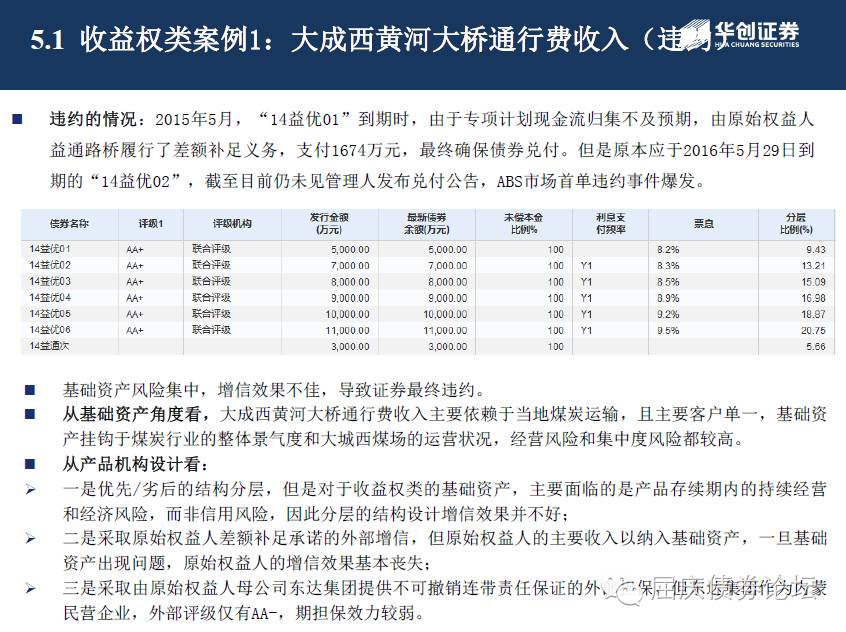 5.1 收益权类案例1：大成西黄河大桥通行费收入（违约
华创证券
HUA CHUANG SECURITIES
■ 违约的情况：2015年5月，“14益优01”到期时，由于专项计划现金流归集不及预期，由原始权益人
益通路桥履行了差额补足义务，支付1674万元，最终确保债券兑付。但是原本应于2016年5月29日到
期的“14益优02”，截至目前仍未见管理人发布兑付公告，ABS市场首单违约事件爆发。
债券名称 评级1 评级机构 发行金额(万元) 最新债券余额(万元) 未偿本金比例% 利息支付频率 票息 分层比例(%)
14益优01 AA+ 联合评级 5,000.00 5,000.00 100 8.2% 9.43
14益优02 AA+ 联合评级 7,000.00 7,000.00 100 Y1 8.3% 13.21
14益优03 AA+ 联合评级 8,000.00 8,000.00 100 Y1 8.5% 15.09
14益优04 AA+ 联合评级 9,000.00 9,000.00 100 Y1 8.9% 16.98
14益优05 AA+ 联合评级 10,000.00 10,000.00 100 Y1 9.2% 18.87
14益优06 AA+ 联合评级 11,000.00 11,000.00 100 Y1 9.5% 20.75
14益通次 3,000.00 3,000.00 100 5.66
■ 基础资产风险集中，增信效果不佳，导致证券最终违约。
■ 从基础资产角度看，大成西黄河大桥通行费收入主要依赖于当地煤炭运输，且主要客户单一，基础资
产挂钩于煤炭行业的整体景气度和大城西煤场的运营状况，经营风险和集中度风险都较高。
■ 从产品机构设计看：
➢ 一是优先/劣后的结构分层，但是对于收益权类的基础资产，主要面临的是产品存续期内的持续经营
和经济风险，而非信用风险，因此分层的结构设计增信效果并不好；
➢ 二是采取原始权益人差额补足承诺的外部增信，但原始权益人的主要收入以纳入基础资产，一旦基础
资产出现问题，原始权益人的增信效果基本丧失；
➢ 三是采取由原始权益人母公司东达集团提供不可撤销连带责任保证的外 保，但东达集团作为内蒙
民营企业，外部评级仅有AA-，期担保效力较弱。
屈庆债券论坛